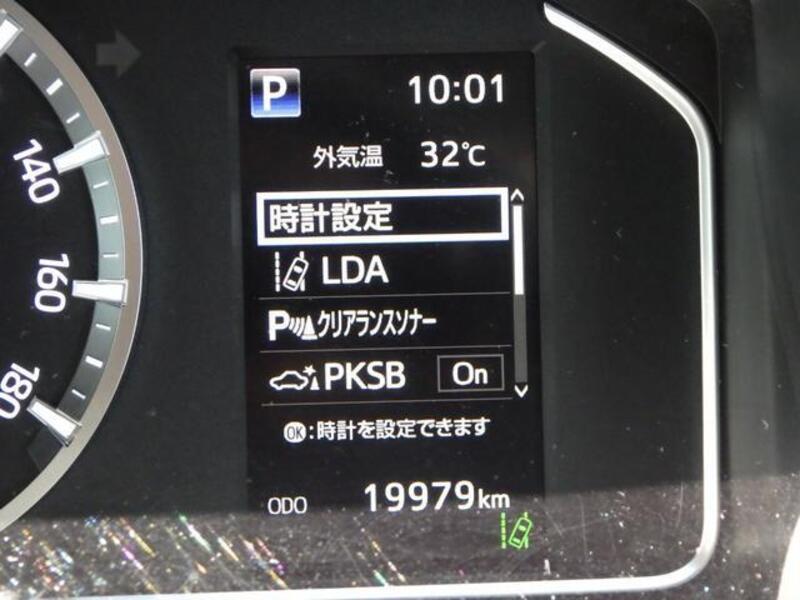 P 10:01
外気温 32℃
時計設定
LDA
Pクリアランスソナー
PKSB On
OK:時計を設定できます
ODO 19979km
140
160
180